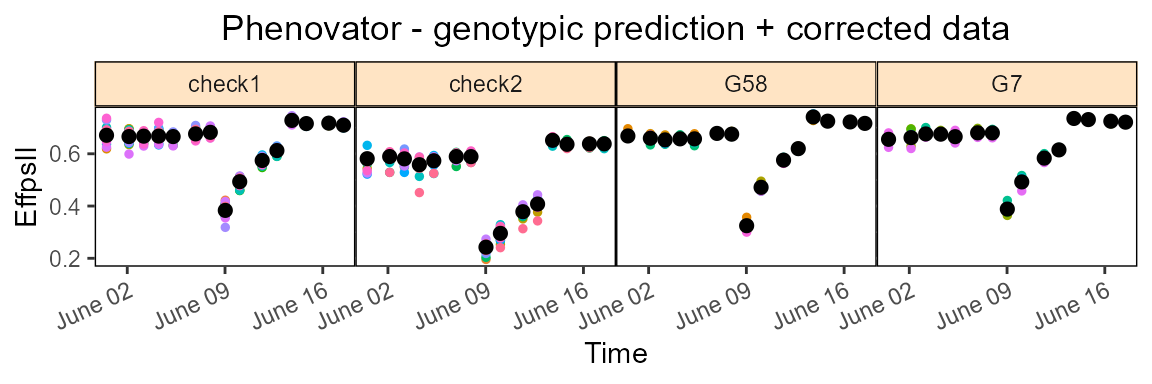 Phenovator - genotypic prediction + corrected data
check1 check2 G58 G7
EffpsII
0.6
0.4
0.2
June 02 June 09 June 16 June 02 June 09 June 16 June 02 June 09 June 16 June 02 June 09 June 16
Time